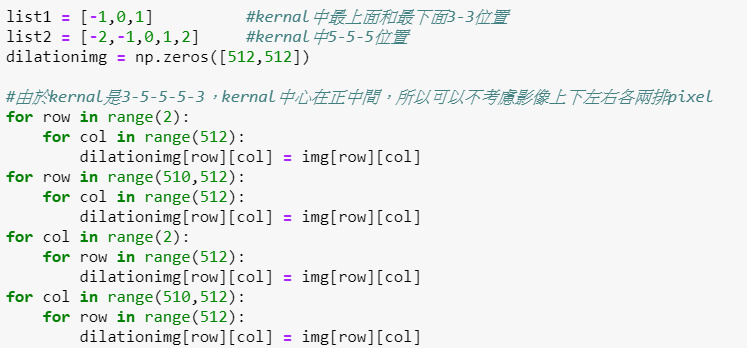 list1 = [-1,0,1]          #kernal中最上面和最下面3-3位置
list2 = [-2,-1,0,1,2]     #kernal中5-5-5位置
dilationimg = np.zeros([512,512])

#由於kernal是3-5-5-5-3，kernal中心在正中間，所以可以不考慮影像上下左右各兩排pixel
for row in range(2):
    for col in range(512):
        dilationimg[row][col] = img[row][col]
for row in range(510,512):
    for col in range(512):
        dilationimg[row][col] = img[row][col]
for col in range(2):
    for row in range(512):
        dilationimg[row][col] = img[row][col]
for col in range(510,512):
    for row in range(512):
        dilationimg[row][col] = img[row][col]